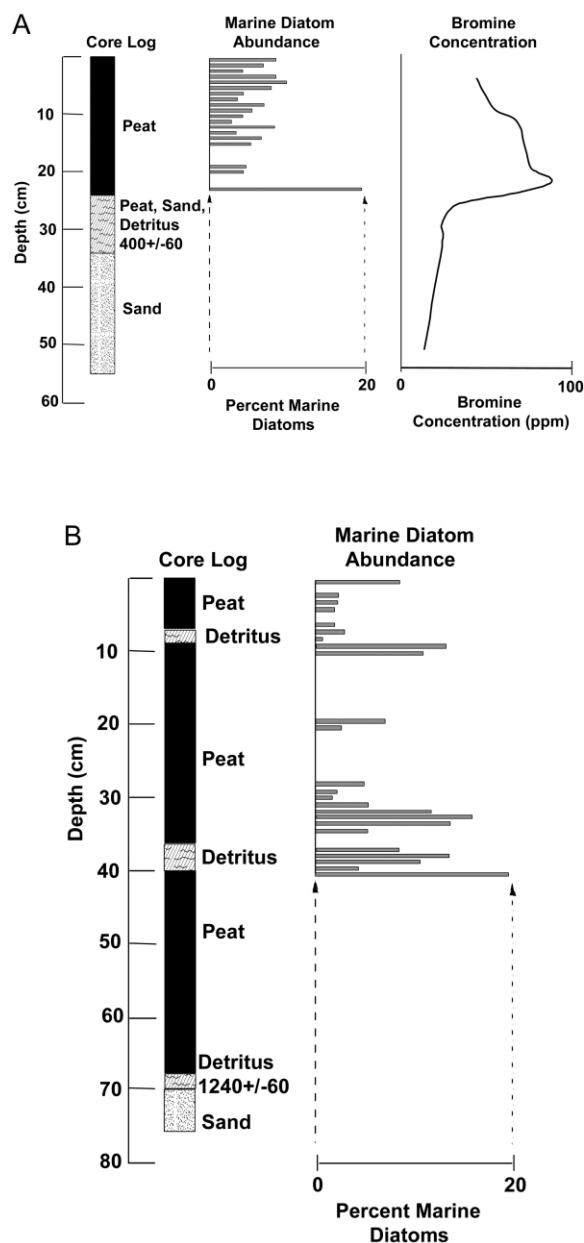 A
Core Log
Marine Diatom
Abundance
Bromine
Concentration
Depth (cm)
10
20
30
40
50
60
Peat
Peat, Sand,
Detritus
400+/-60
Sand
0
20
Percent Marine
Diatoms
0
100
Bromine
Concentration (ppm)
B
Core Log
Marine Diatom
Abundance
Depth (cm)
10
20
30
40
50
60
70
80
Peat
Detritus
Peat
Detritus
Peat
Detritus
1240+/-60
Sand
0
20
Percent Marine
Diatoms